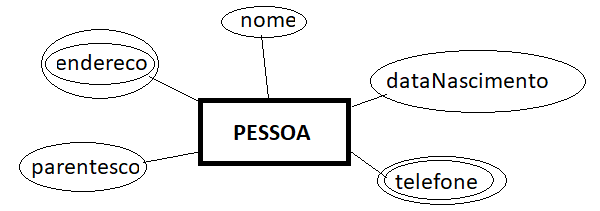 nome
endereco
dataNascimento
PESSOA
parentesco
telefone